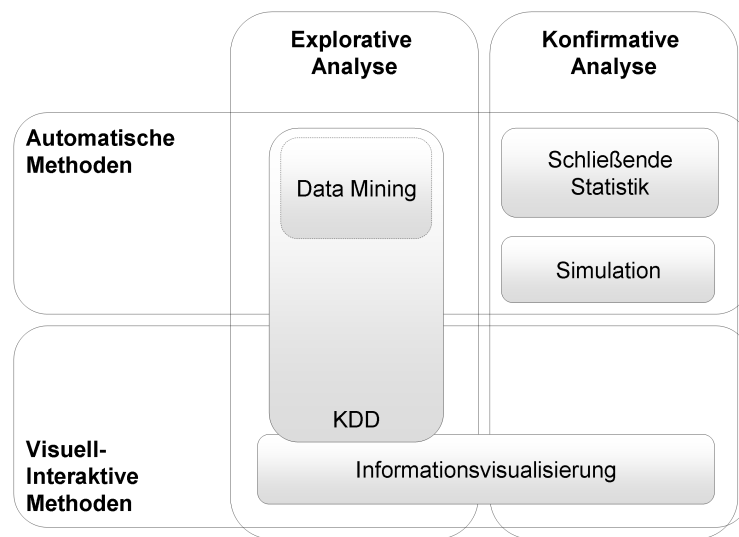 Explorative
Analyse
Konfirmative
Analyse
Automatische
Methoden
Data Mining
Schließende
Statistik
Simulation
KDD
Visuell-
Interaktive
Methoden
Informationsvisualisierung